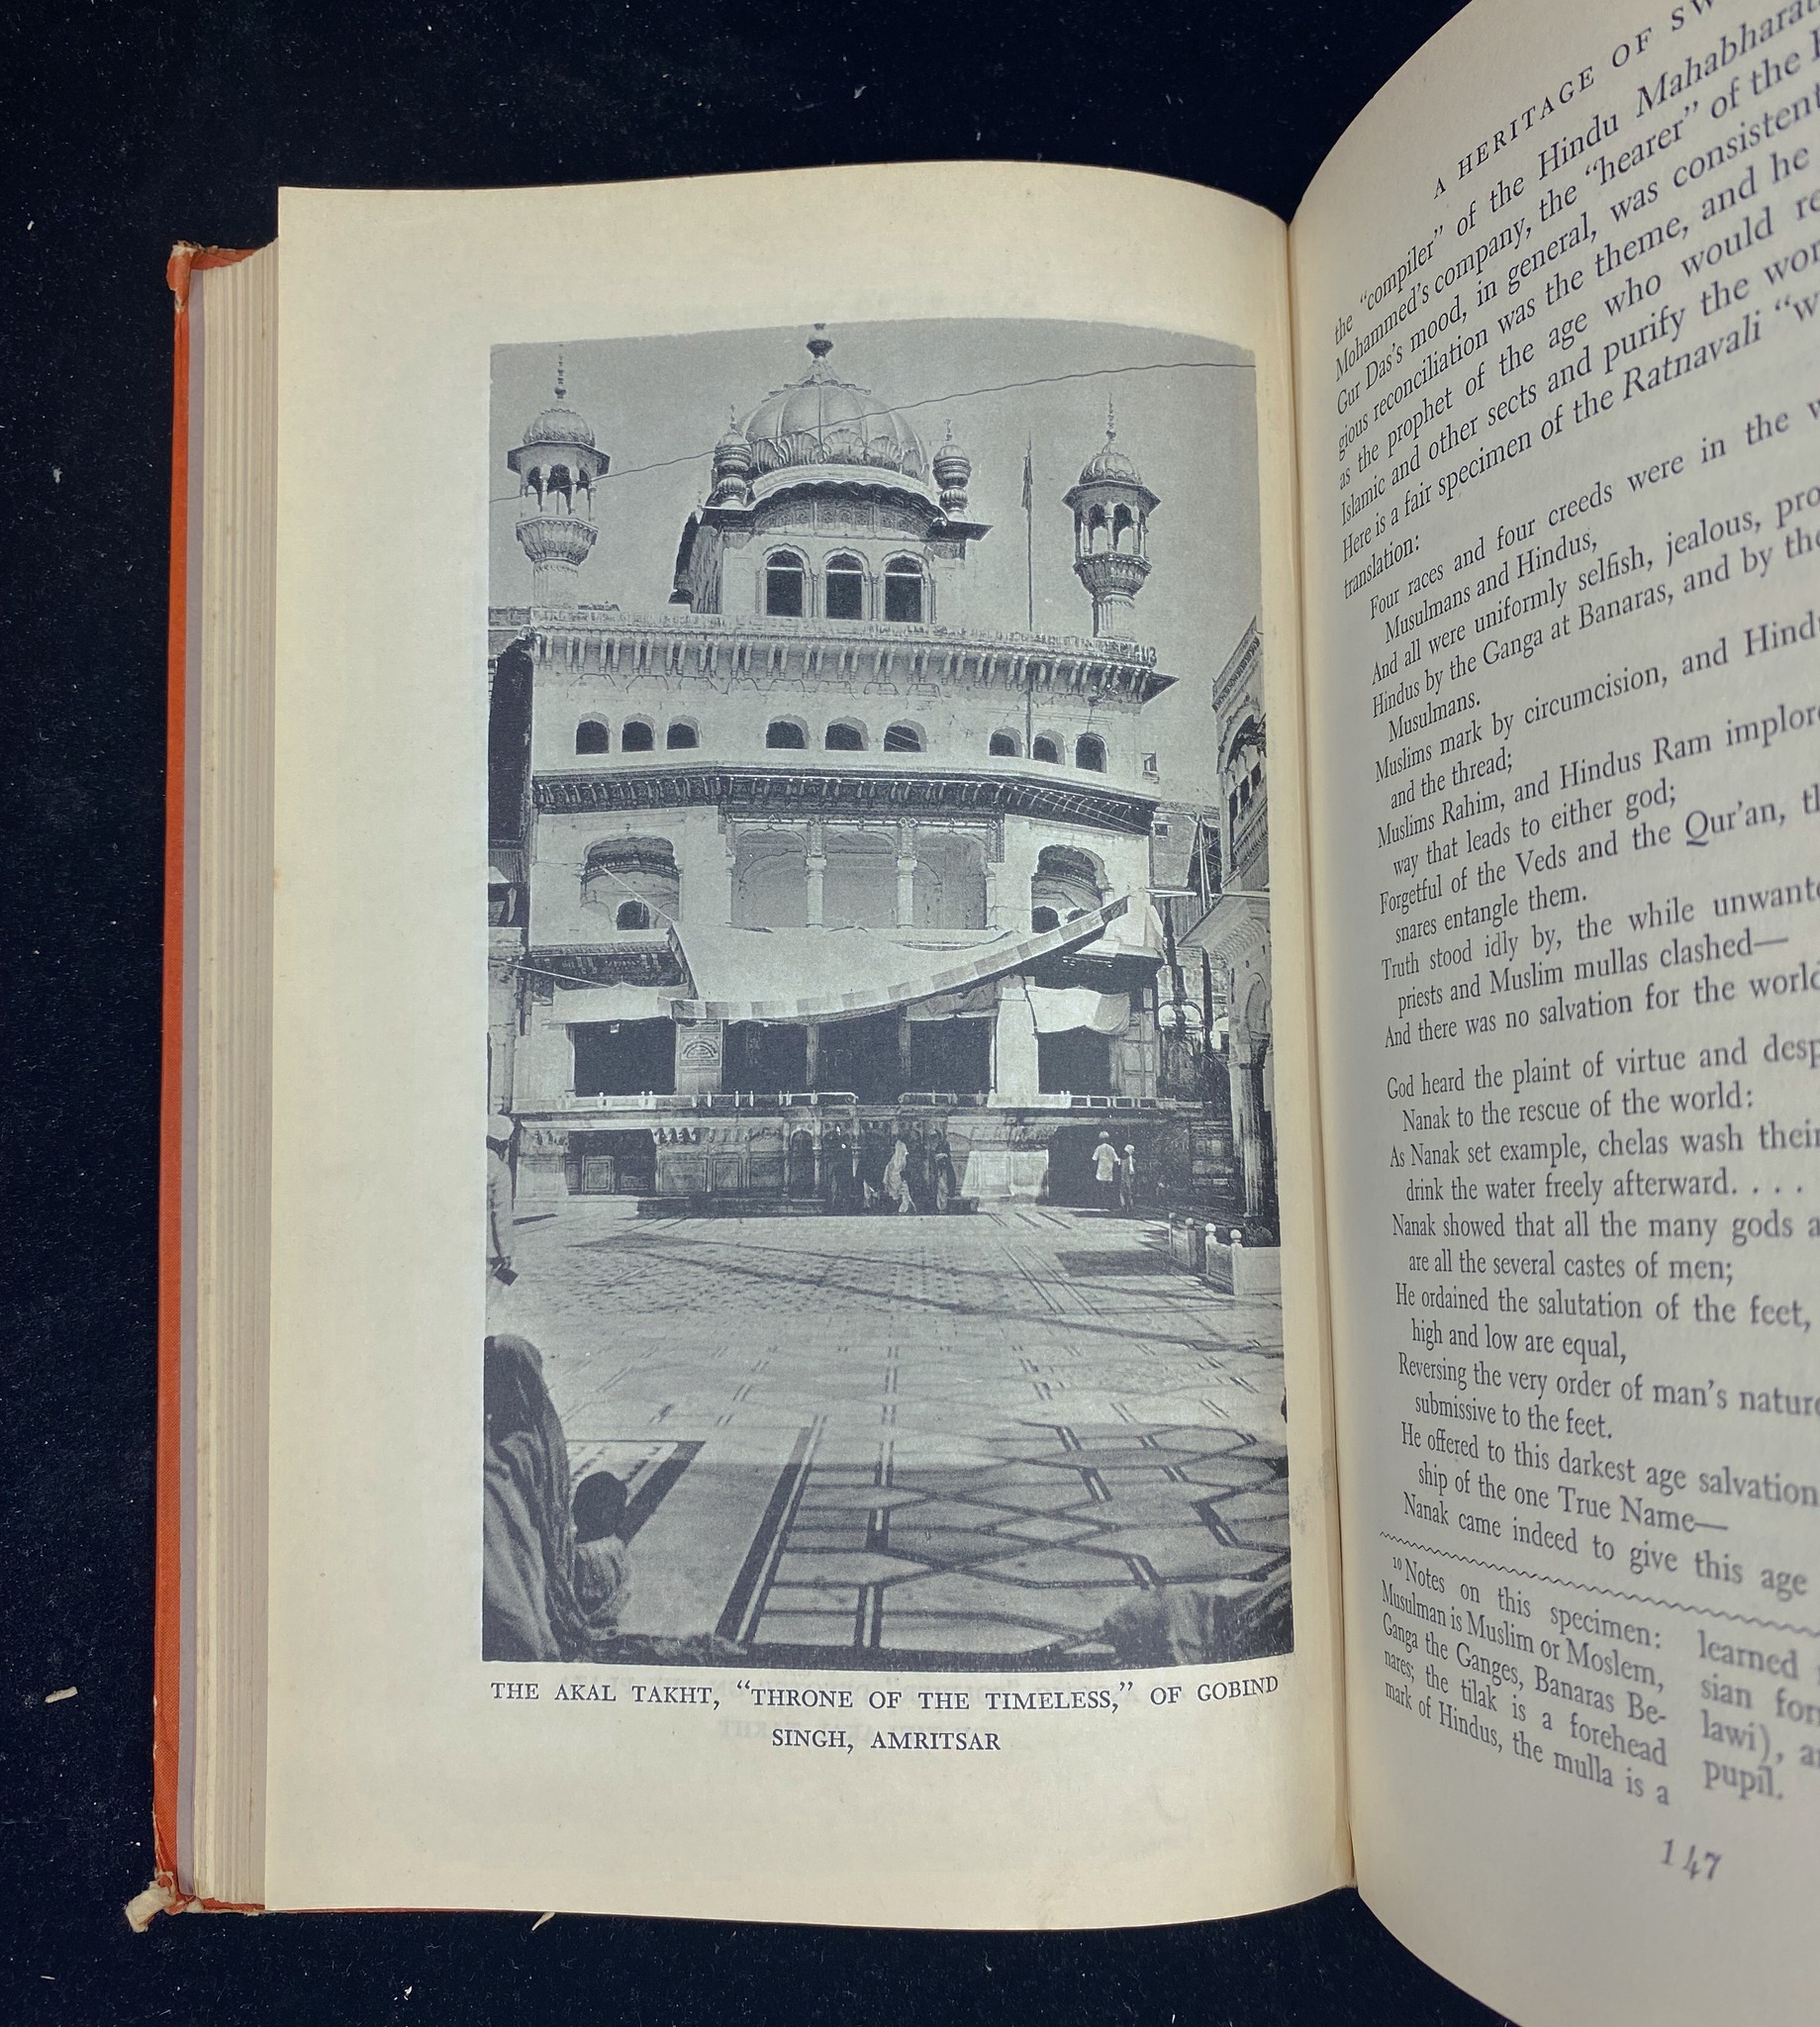 THE AKAL TAKHT, “THRONE OF THE TIMELESS,” OF GOBIND
SINGH, AMRITSAR
A HERITAGE OF
the “compiler” of the Hindu Mahabharat
Mohammed’s company, the “hearer” of the
Gur Das’s mood, in general, was consistent
gious reconciliation was the theme, and he
as the prophet of the age who would
Islamic and other sects and purify the
Here is a fair specimen of the Ratnavali
translation:
Four races and four creeds were in the
Musulmans and Hindus,
And all were uniformly selfish, jealous,
Hindus by the Ganga at Banaras, and by the
Musulmans.
Muslims mark by circumcision, and
and the thread;
Muslims Rahim, and Hindus Ram
way that leads to either god;
Forgetful of the Veds and the Qur’an,
snares entangle them.
Truth stood idly by, the while
priests and Muslim mullas clashed—
And there was no salvation for the world
God heard the plaint of virtue and
Nanak to the rescue of the world:
As Nanak set example, chelas wash their
drink the water freely afterward. . . .
Nanak showed that all the many gods
are all the several castes of men;
He ordained the salutation of the feet,
high and low are equal,
Reversing the very order of man’s nature
submissive to the feet.
He offered to this darkest age salvation
ship of the one True Name—
Nanak came indeed to give this age
10 Notes on this specimen:
Musulman is Muslim or Moslem,
Ganga the Ganges, Banaras Be-
nares; the tilak is a forehead
mark of Hindus, the mulla is a
learned
sian
lawi),
pupil.
147